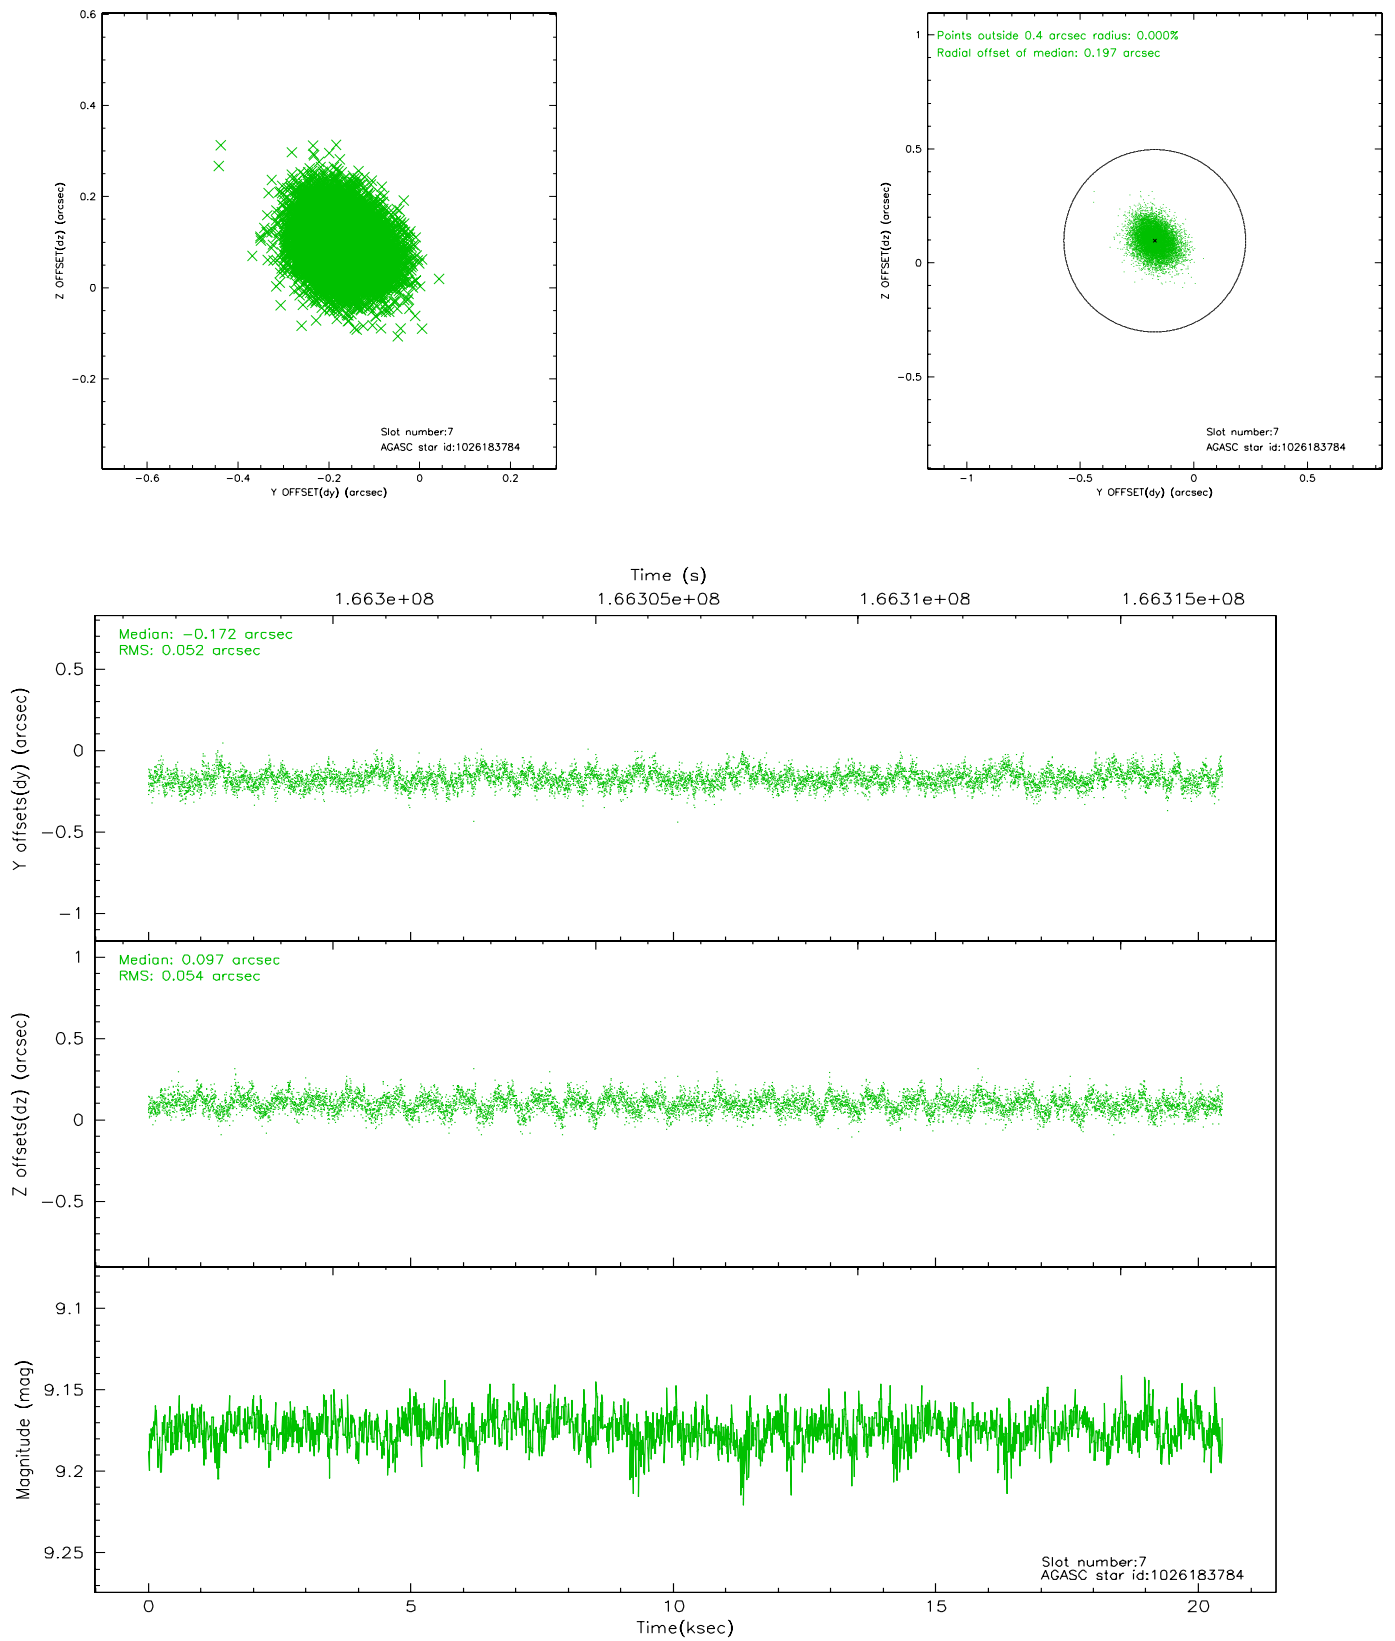 0.6
0.4
0.2
0
−0.2
Z OFFSET(dz) (arcsec)
Slot number:7
AGASC star id:1026183784
−0.6 −0.4 −0.2 0 0.2
Y OFFSET(dy) (arcsec)
Points outside 0.4 arcsec radius: 0.000%
Radial offset of median: 0.197 arcsec
1
0.5
0
−0.5
Z OFFSET(dz) (arcsec)
Slot number:7
AGASC star id:1026183784
−1 −0.5 0 0.5
Y OFFSET(dy) (arcsec)
Time (s)
1.663e+08 1.66305e+08 1.6631e+08 1.66315e+08
Median: −0.172 arcsec
RMS: 0.052 arcsec
0.5
0
−0.5
−1
Y offsets(dy) (arcsec)
Median: 0.097 arcsec
RMS: 0.054 arcsec
1
0.5
0
−0.5
Z offsets(dz) (arcsec)
9.1
9.15
9.2
9.25
Magnitude (mag)
Slot number:7
AGASC star id:1026183784
0 5 10 15 20
Time(ksec)